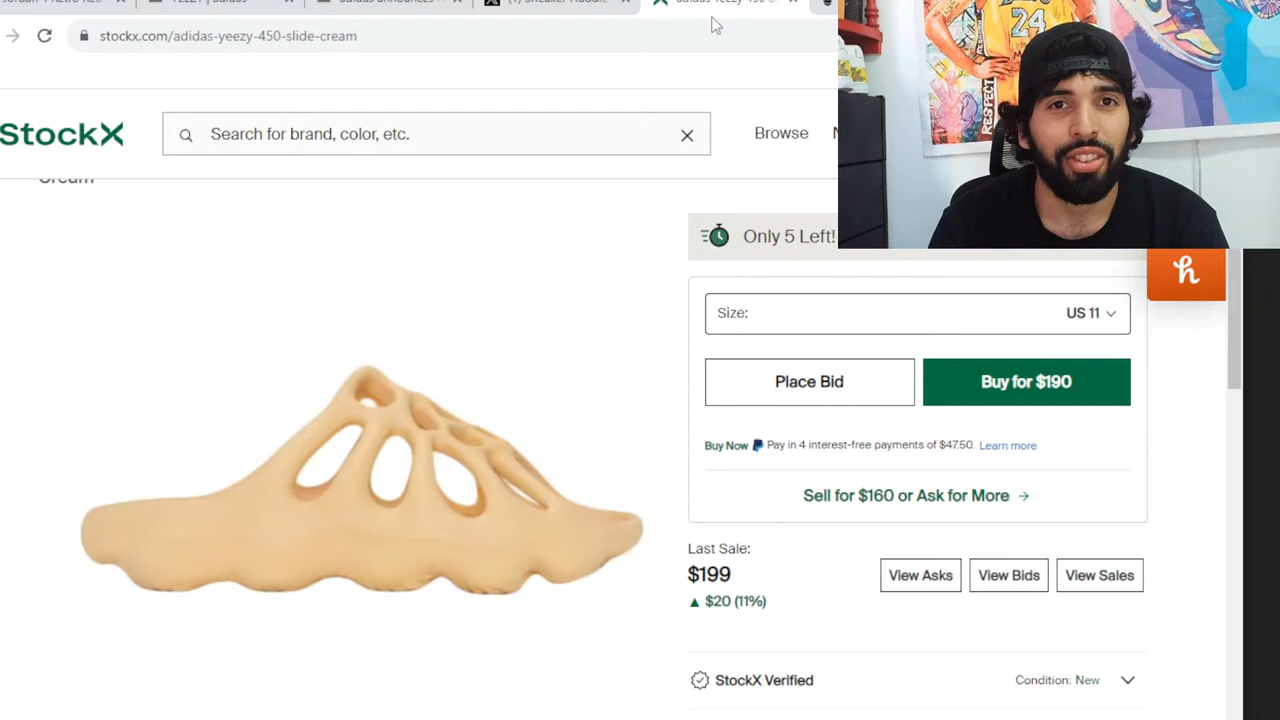 stockx.com/adidas-yeezy-450-slide-cream
StockX
Search for brand, color, etc.
Browse
24
RESPECT
Cream
Only 5 Left!
Size:
US 11
Place Bid
Buy for $190
Buy Now
Pay in 4 interest-free payments of $47.50. Learn more
Sell for $160 or Ask for More →
Last Sale:
$199
▲ $20 (11%)
View Asks
View Bids
View Sales
StockX Verified
Condition: New
h